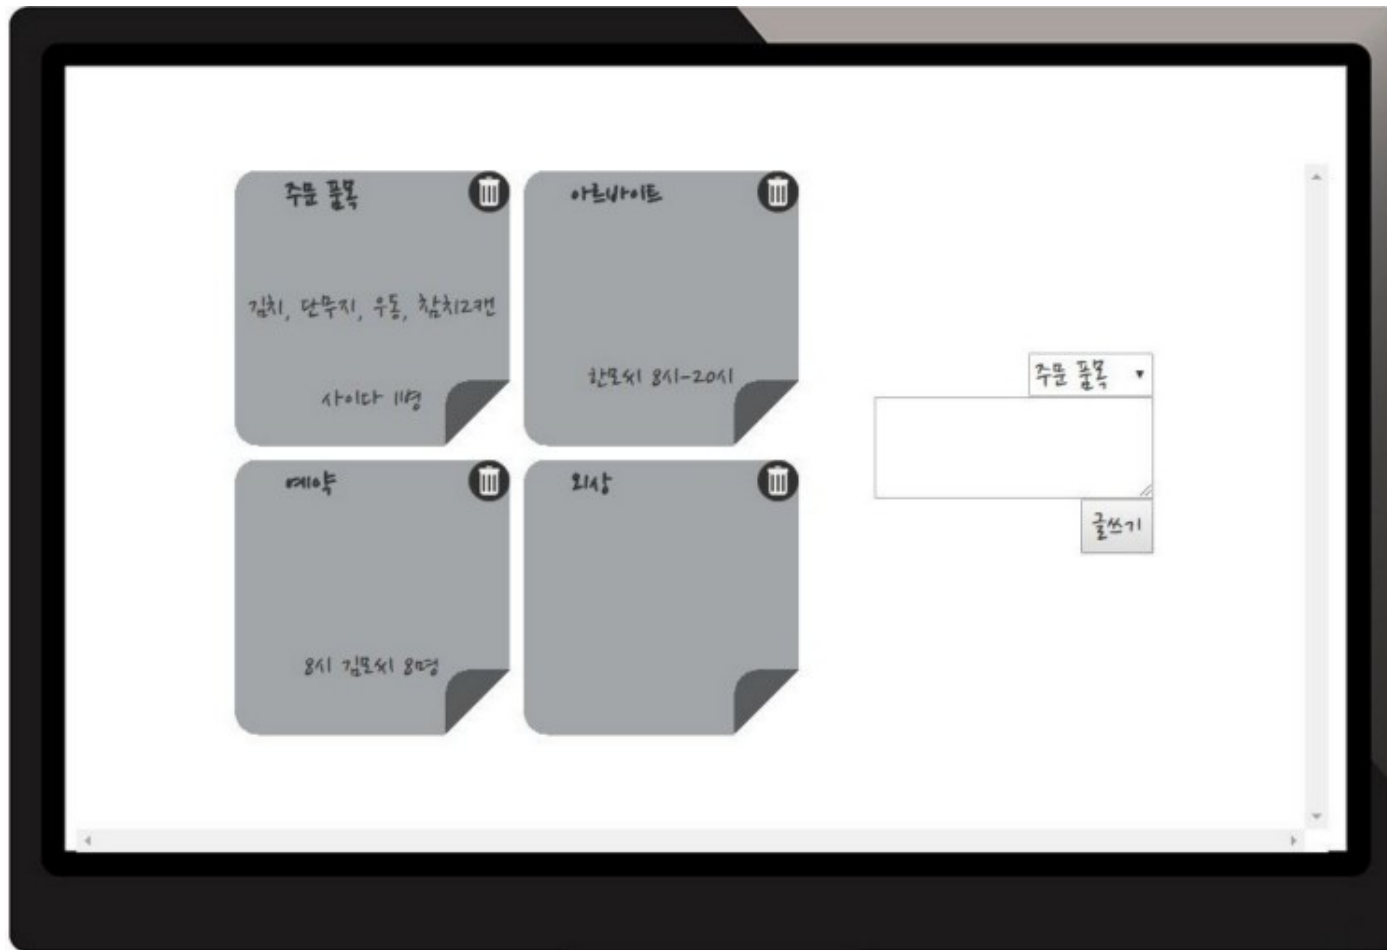 주문 품목
김치, 단무지, 우동, 참치2캔
사이다 11병
아르바이트
한모씨 8시-20시
예약
8시 김모씨 8명
외상
주문 품목
글쓰기